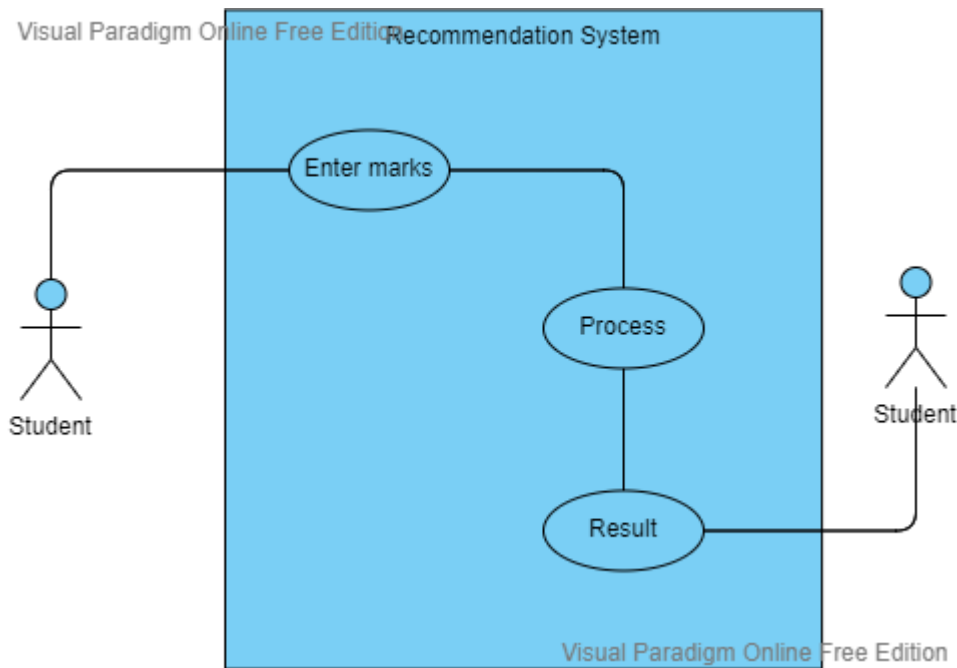 Visual Paradigm Online Free Edition
Recommendation System
Enter marks
Process
Student
Student
Result
Visual Paradigm Online Free Edition